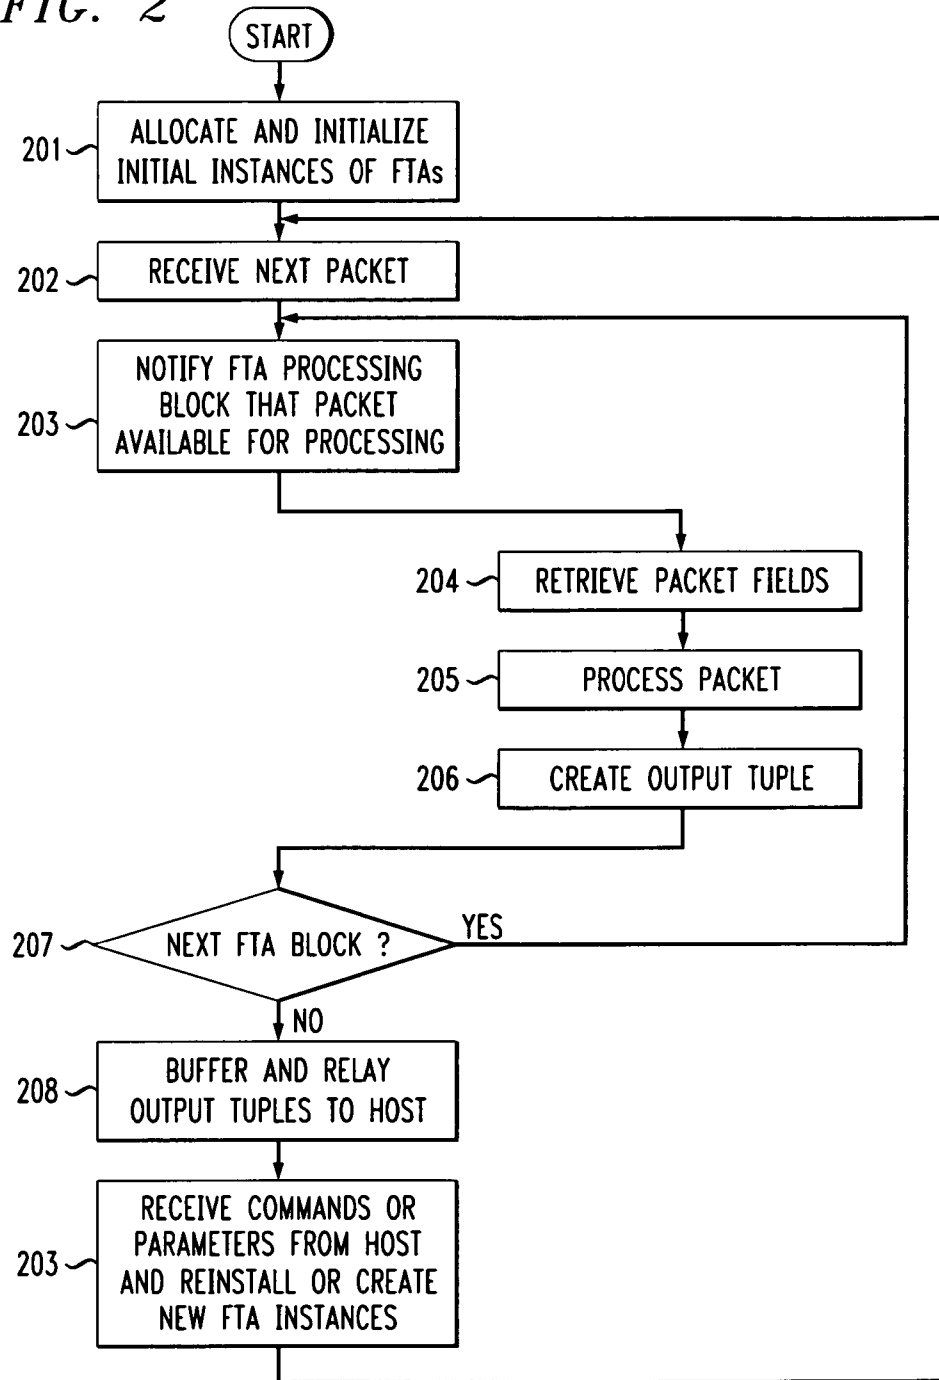 FIG. 2
START
201
ALLOCATE AND INITIALIZE
INITIAL INSTANCES OF FTAs
202
RECEIVE NEXT PACKET
203
NOTIFY FTA PROCESSING
BLOCK THAT PACKET
AVAILABLE FOR PROCESSING
204
RETRIEVE PACKET FIELDS
205
PROCESS PACKET
206
CREATE OUTPUT TUPLE
207
NEXT FTA BLOCK ?
YES
NO
208
BUFFER AND RELAY
OUTPUT TUPLES TO HOST
203
RECEIVE COMMANDS OR
PARAMETERS FROM HOST
AND REINSTALL OR CREATE
NEW FTA INSTANCES